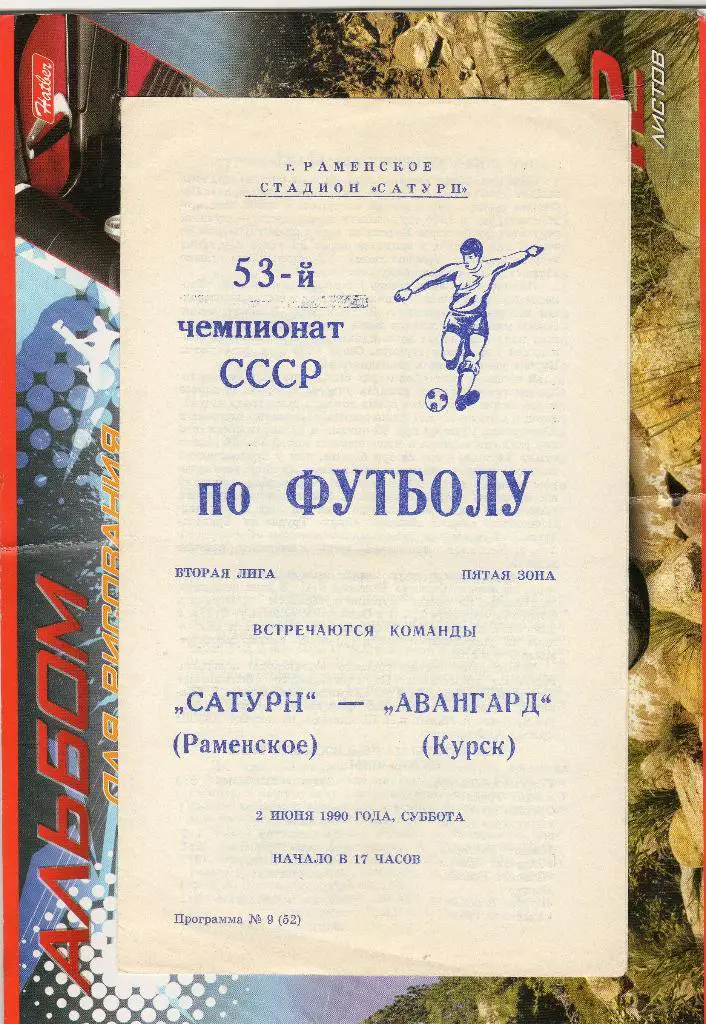 Hatber
12
ЛИСТОВ
АЛЬБОМ
ДЛЯ РИСОВАНИЯ
г. РАМЕНСКОЕ
СТАДИОН «САТУРН»
53-й
чемпионат
СССР
по ФУТБОЛУ
ВТОРАЯ ЛИГА ПЯТАЯ ЗОНА
ВСТРЕЧАЮТСЯ КОМАНДЫ
„САТУРН“ — „АВАНГАРД“
(Раменское) (Курск)
2 ИЮНЯ 1990 ГОДА, СУББОТА
НАЧАЛО В 17 ЧАСОВ
Программа № 9 (52)